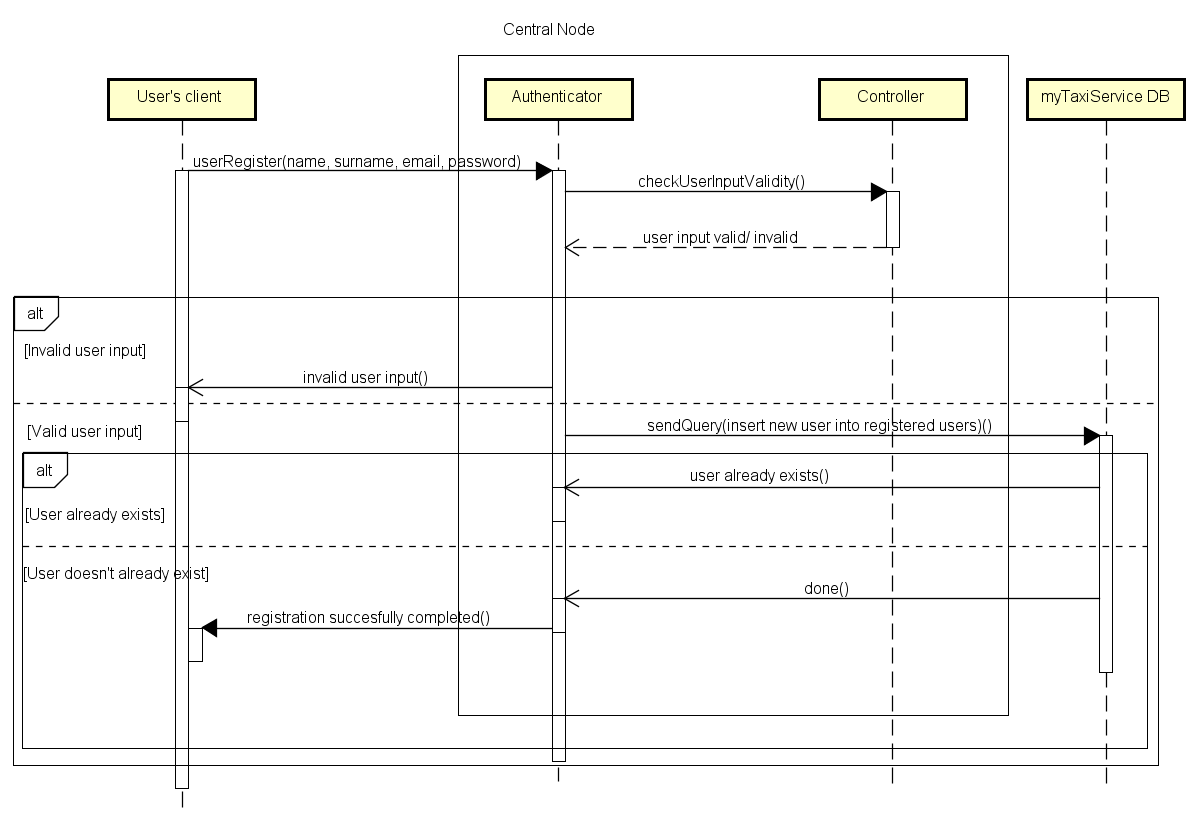 Central Node
User's client
Authenticator
Controller
myTaxiService DB
userRegister(name, surname, email, password)
checkUserInputValidity()
user input valid/ invalid
alt
[Invalid user input]
invalid user input()
[Valid user input]
sendQuery(insert new user into registered users)()
alt
user already exists()
[User already exists]
[User doesn't already exist]
done()
registration succesfully completed()